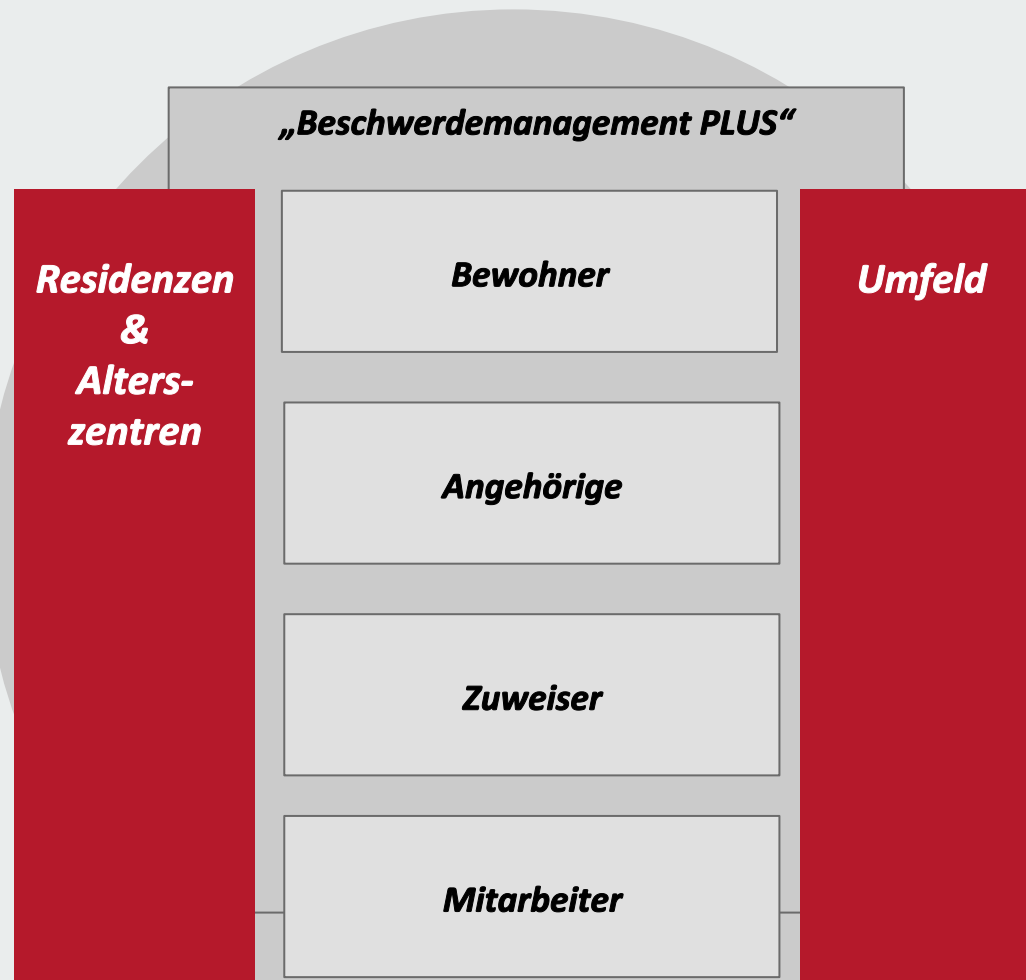 „Beschwerdemanagement PLUS“
Residenzen
&
Alters-
zentren
Bewohner
Angehörige
Zuweiser
Mitarbeiter
Umfeld